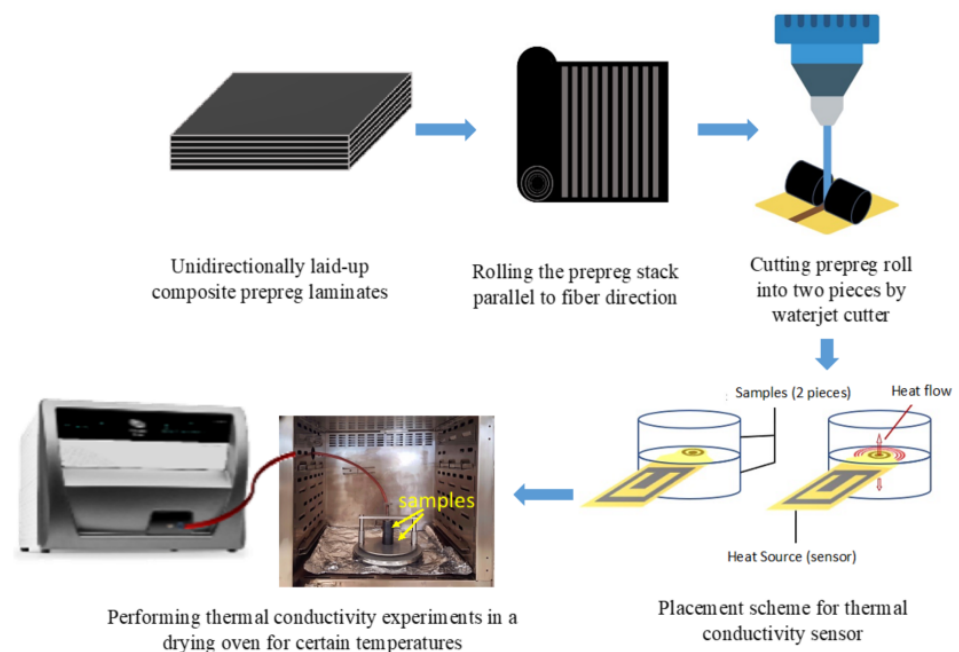 Unidirectionally laid-up
composite prepreg laminates
Rolling the prepreg stack
parallel to fiber direction
Cutting prepreg roll
into two pieces by
waterjet cutter
Samples (2 pieces)
Heat flow
samples
Heat Source (sensor)
Performing thermal conductivity experiments in a
drying oven for certain temperatures
Placement scheme for thermal
conductivity sensor